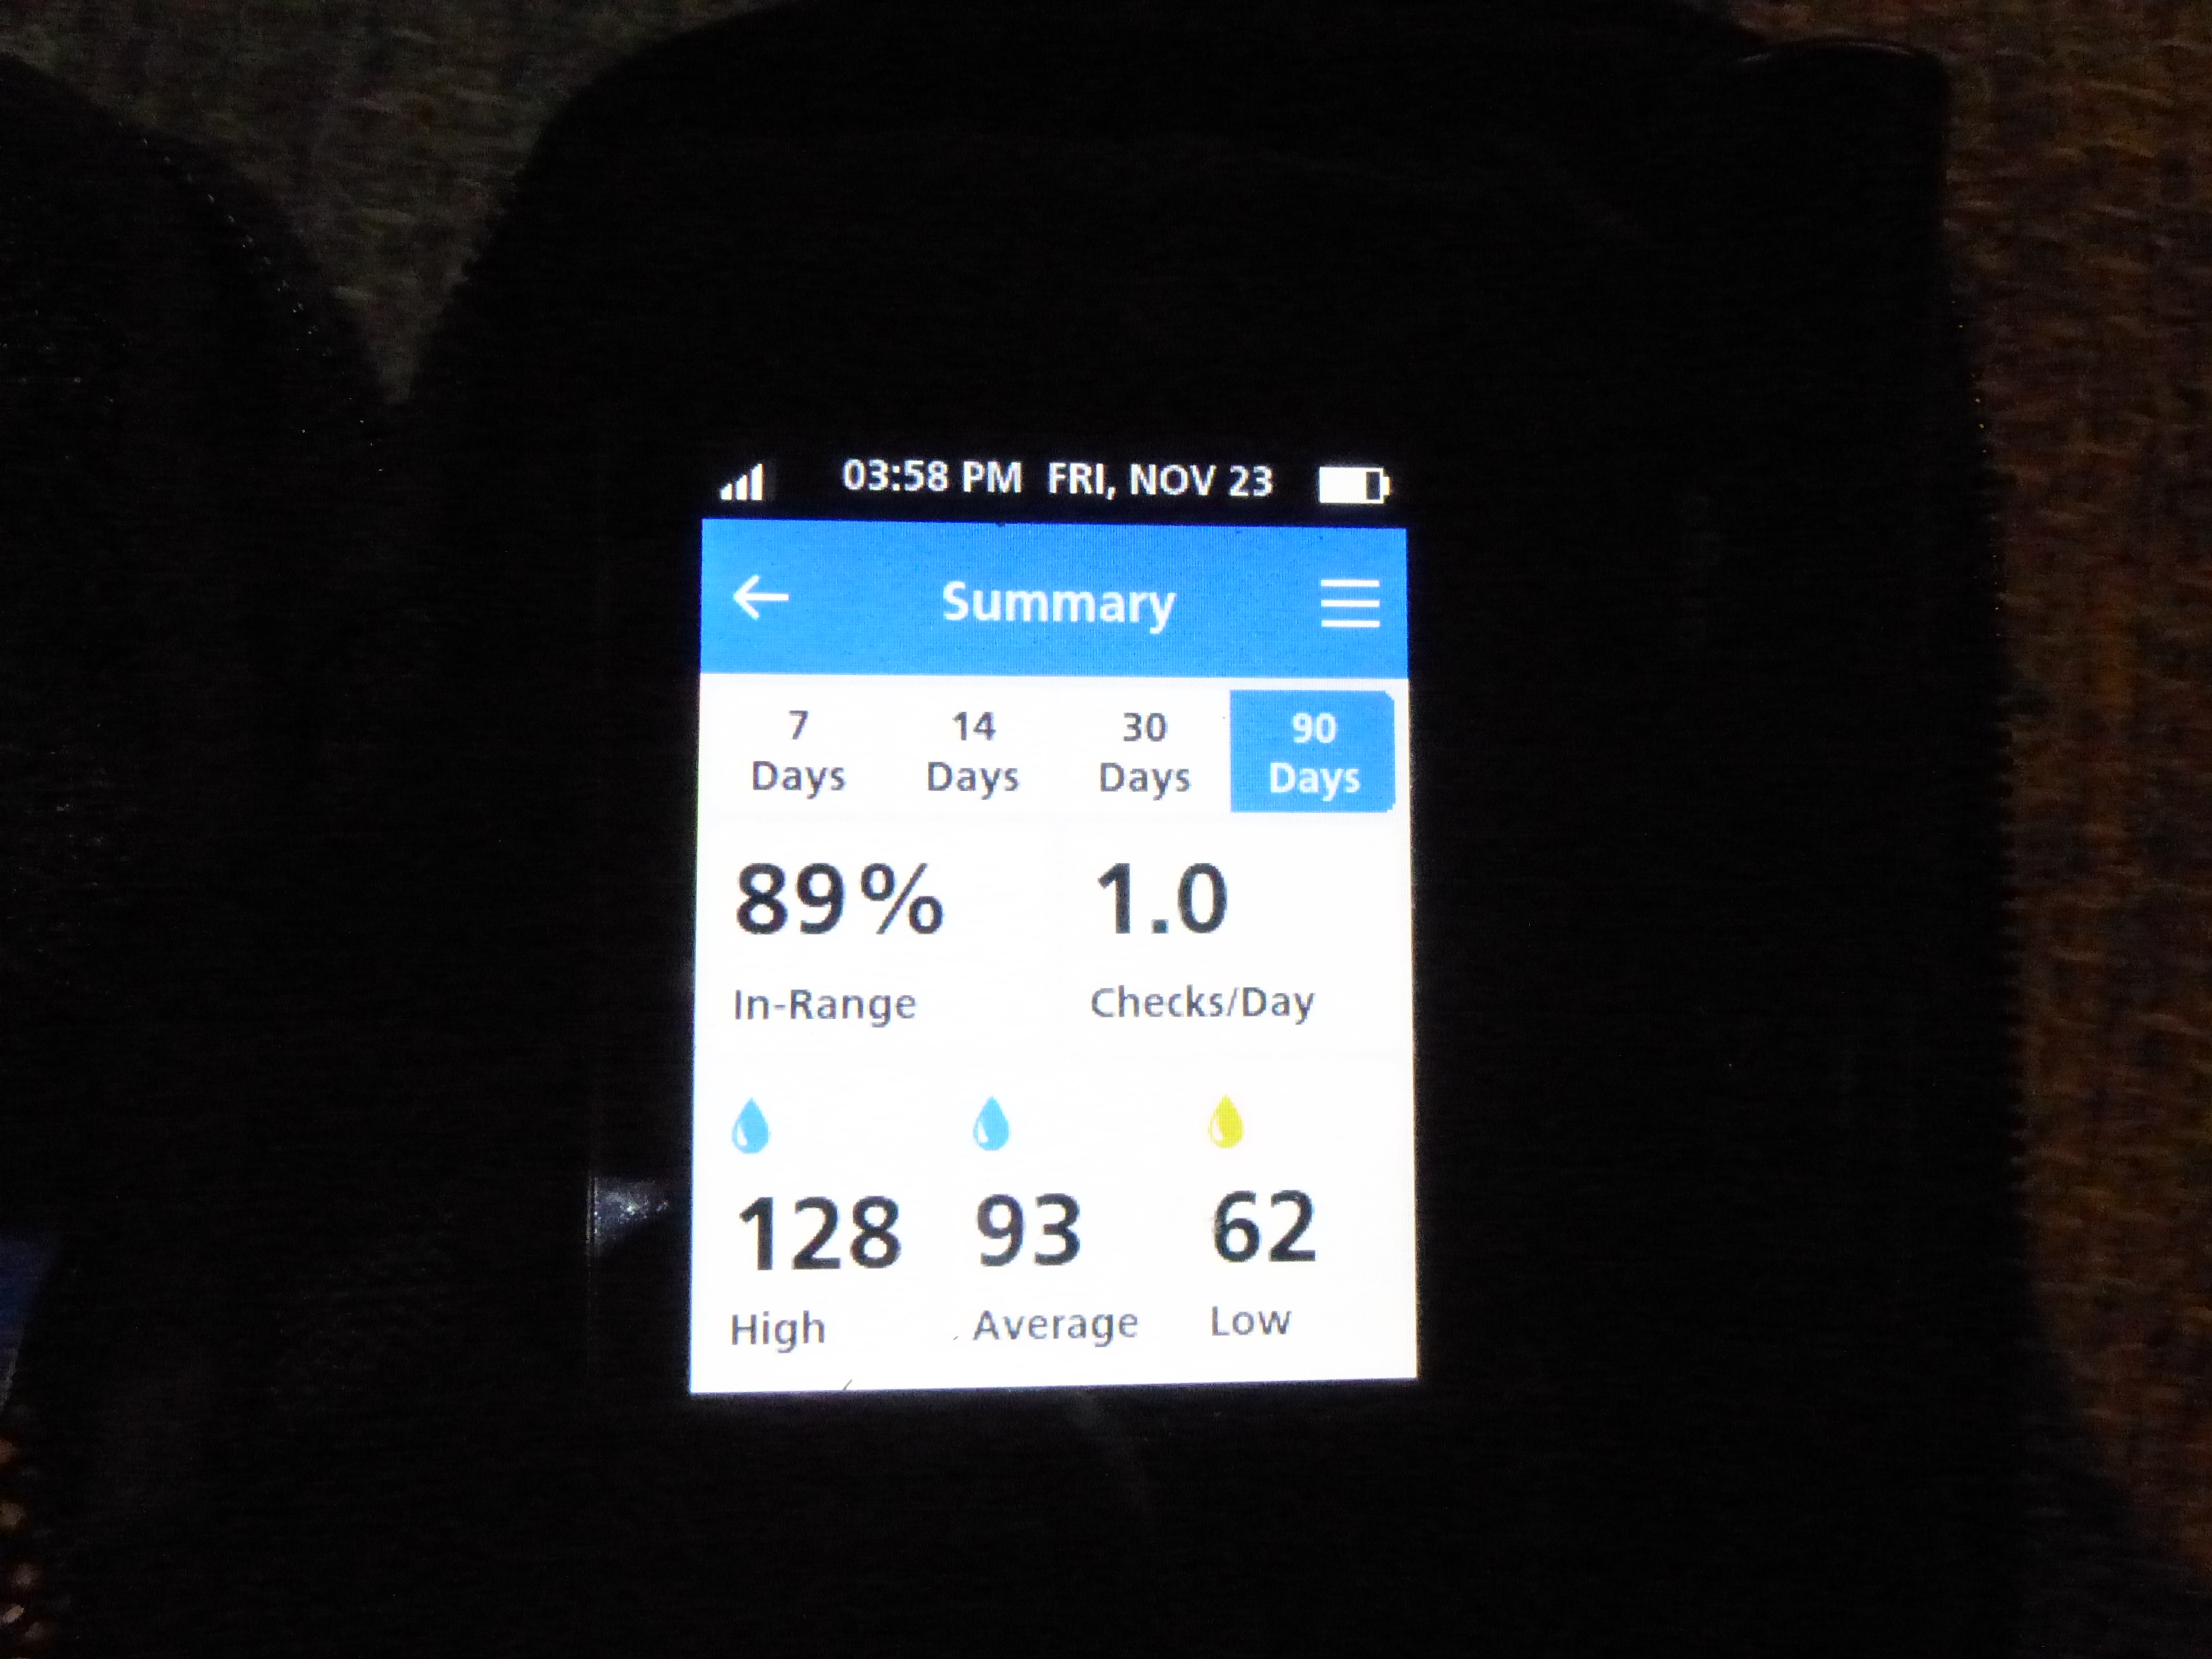 03:58 PM FRI, NOV 23
Summary
7 Days
14 Days
30 Days
90 Days
89% 1.0
In-Range Checks/Day
128 93 62
High Average Low